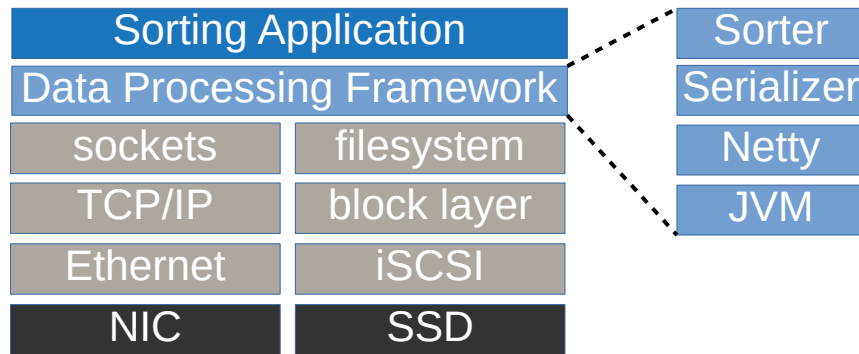 Sorting Application
Data Processing Framework
sockets
filesystem
TCP/IP
block layer
Ethernet
iSCSI
NIC
SSD
Sorter
Serializer
Netty
JVM